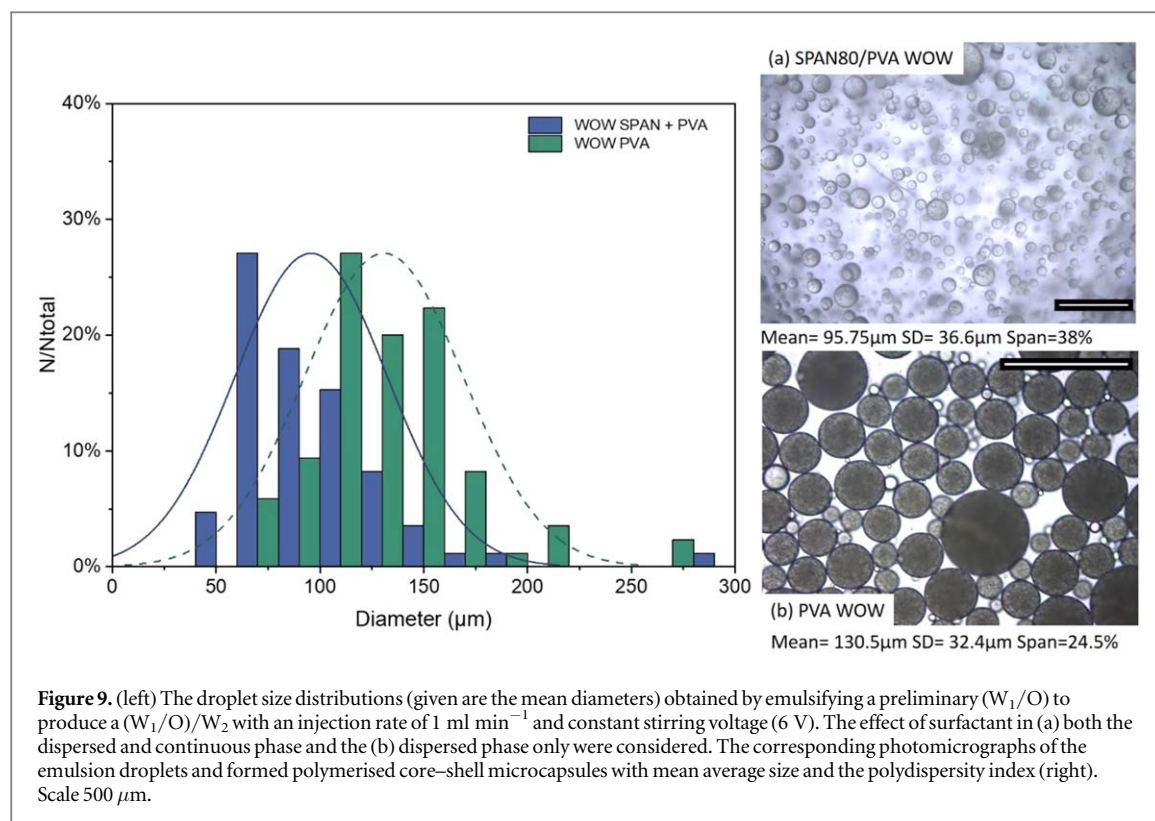 40%
30%
20%
10%
0%
N/Ntotal
0
50
100
150
200
250
300
Diameter (µm)
WOW SPAN + PVA
WOW PVA
(a) SPAN80/PVA WOW
Mean= 95.75µm SD= 36.6µm Span=38%
(b) PVA WOW
Mean= 130.5µm SD= 32.4µm Span=24.5%
Figure 9. (left) The droplet size distributions (given are the mean diameters) obtained by emulsifying a preliminary (W₁/O) to
produce a (W₁/O)/W₂ with an injection rate of 1 ml min⁻¹ and constant stirring voltage (6 V). The effect of surfactant in (a) both the
dispersed and continuous phase and the (b) dispersed phase only were considered. The corresponding photomicrographs of the
emulsion droplets and formed polymerised core–shell microcapsules with mean average size and the polydispersity index (right).
Scale 500 µm.